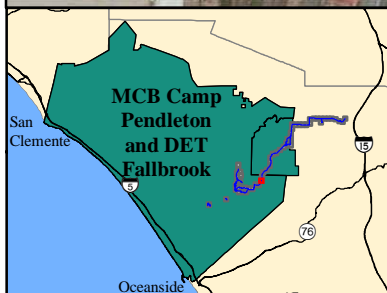 MCB Camp
Pendleton
and DET
Fallbrook
San
Clemente
15
5
76
Oceanside